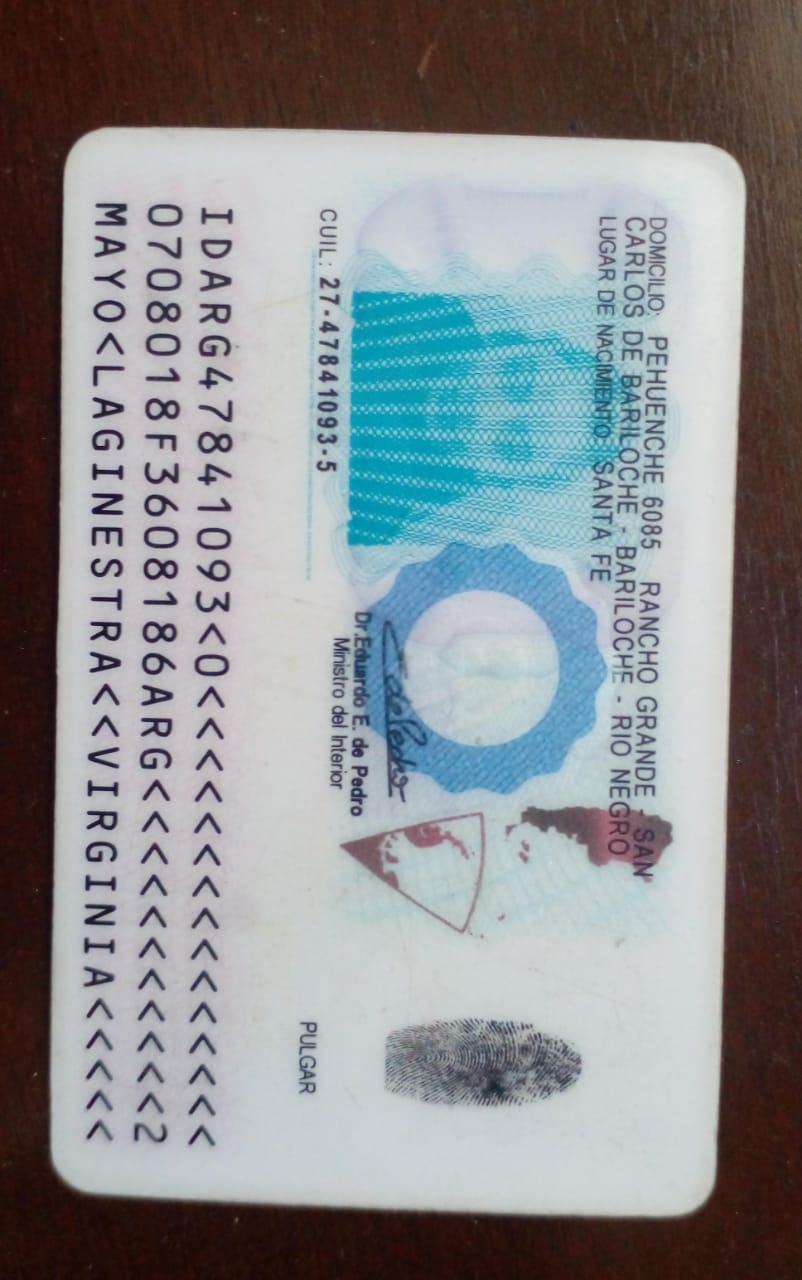 DOMICILIO: PEHUENCHE 6085 RANCHO GRANDE - SAN
CARLOS DE BARILOCHE - BARILOCHE - RIO NEGRO
LUGAR DE NACIMIENTO: SANTA FE
Dr. Eduardo E. de Pedro
Ministro del Interior
CUIL: 27-47841093-5
PULGAR
IDARG47841093<0<<<<<<<<<<<<<<<
0708018F3608186ARG<<<<<<<<<<<2
MAYO<LAGINESTRA<<VIRGINIA<<<<<